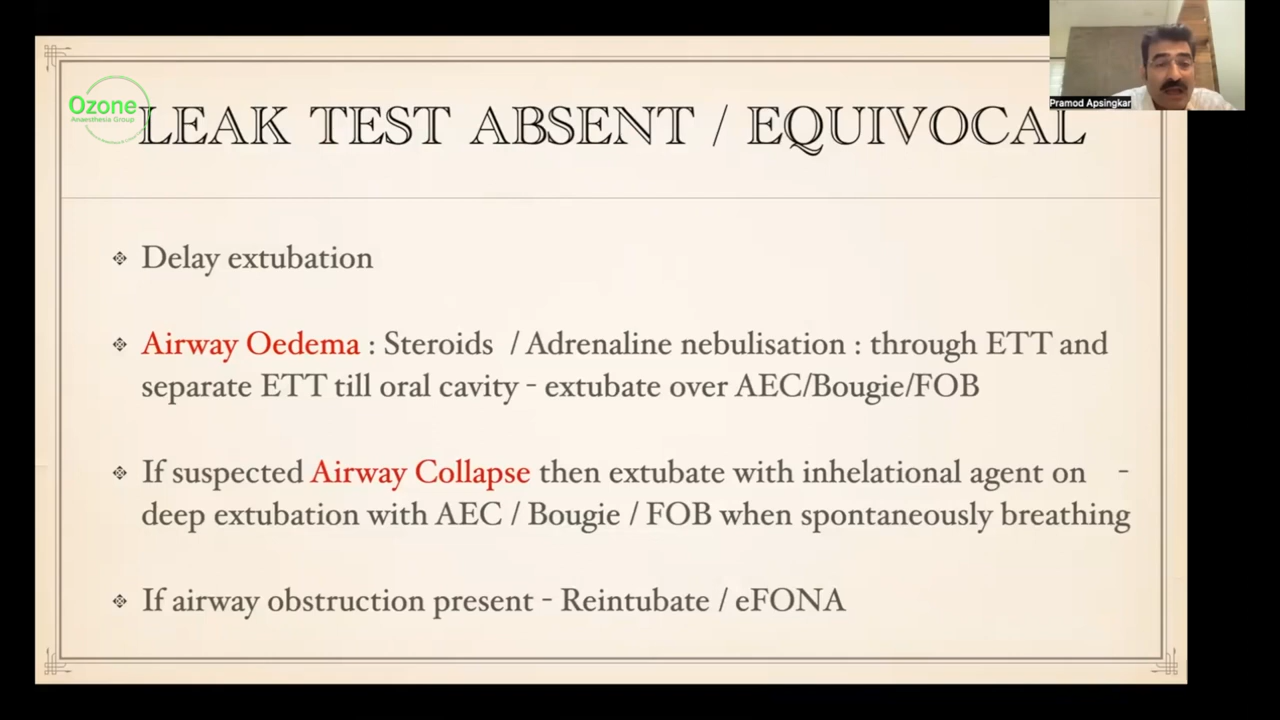 Ozone
Anaesthesia Group
LEAK TEST ABSENT / EQUIVOCAL
Pramod Apsingkar
❖ Delay extubation
❖ Airway Oedema : Steroids / Adrenaline nebulisation : through ETT and
separate ETT till oral cavity - extubate over AEC/Bougie/FOB
❖ If suspected Airway Collapse then extubate with inhelational agent on -
deep extubation with AEC / Bougie / FOB when spontaneously breathing
❖ If airway obstruction present - Reintubate / eFONA